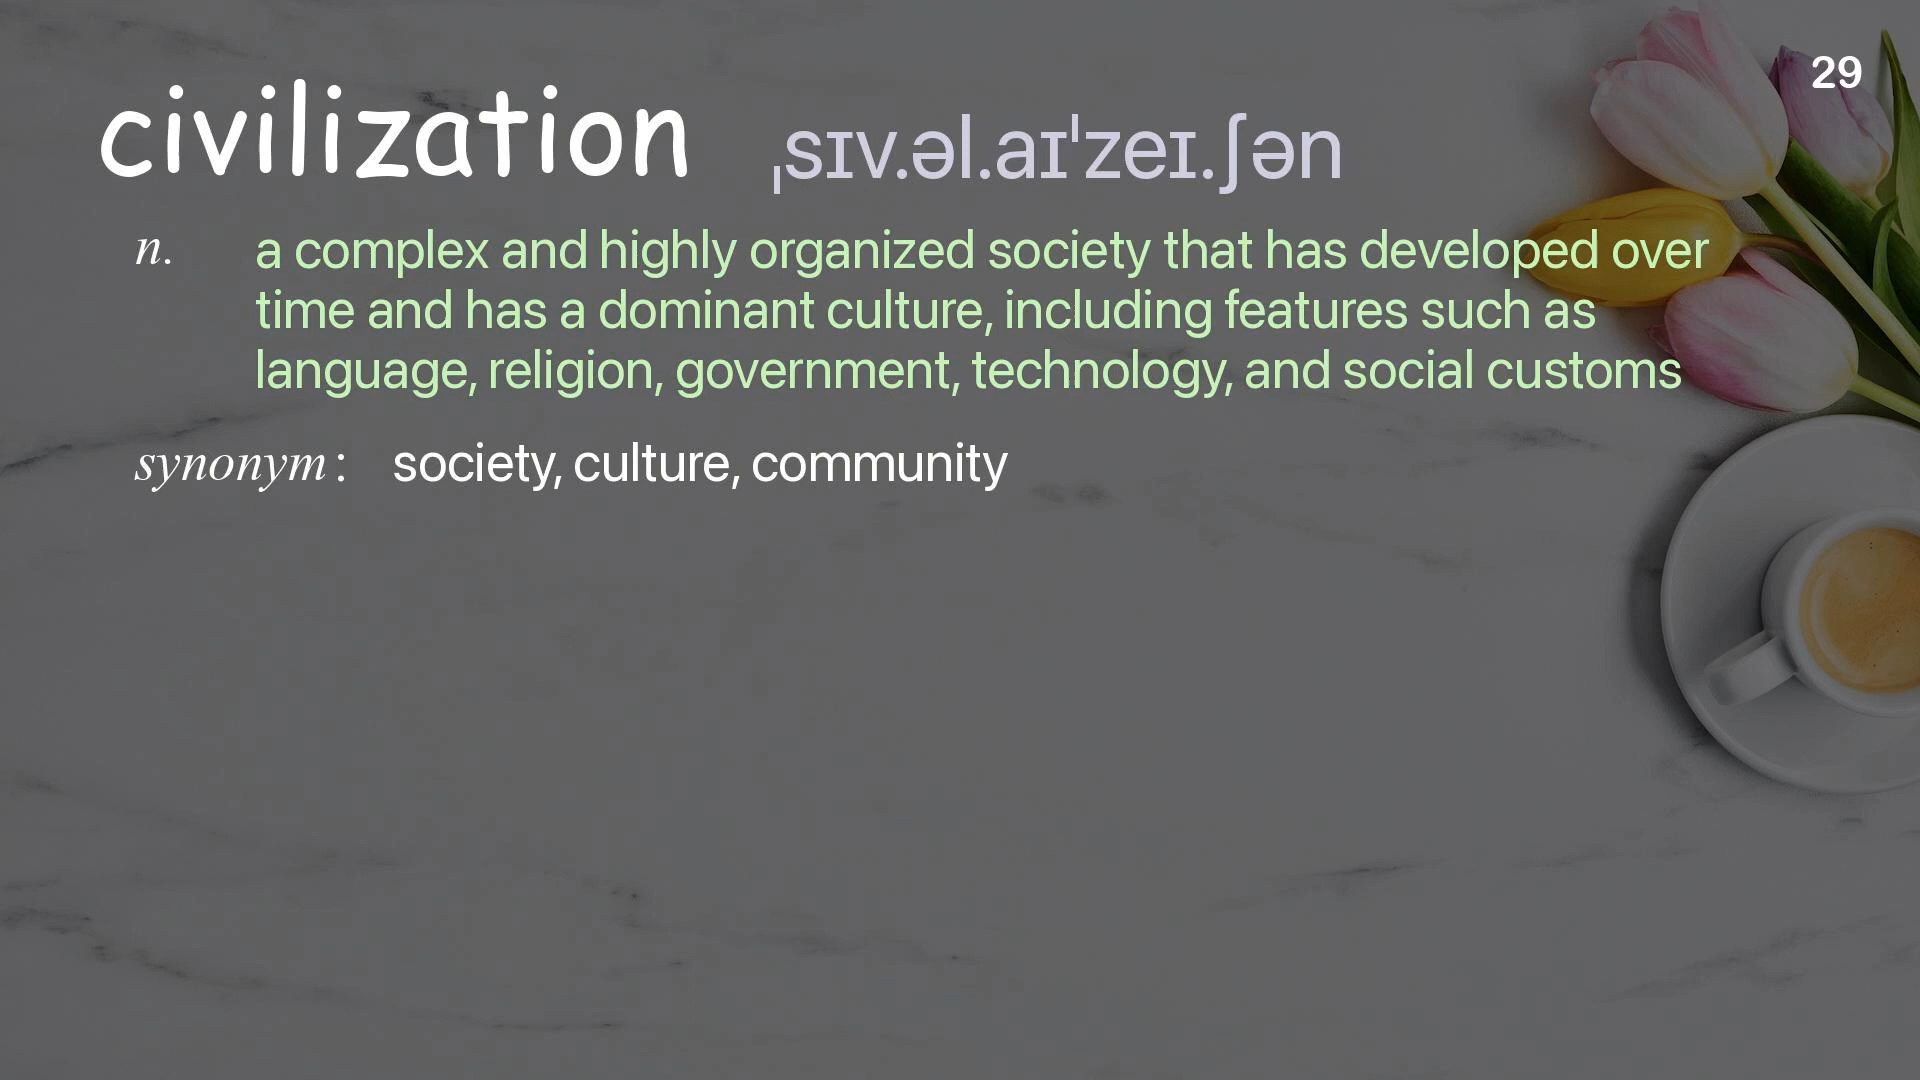 29
civilization ˌsɪv.əl.aɪˈzeɪ.ʃən
n. a complex and highly organized society that has developed over
time and has a dominant culture, including features such as
language, religion, government, technology, and social customs
synonym: society, culture, community